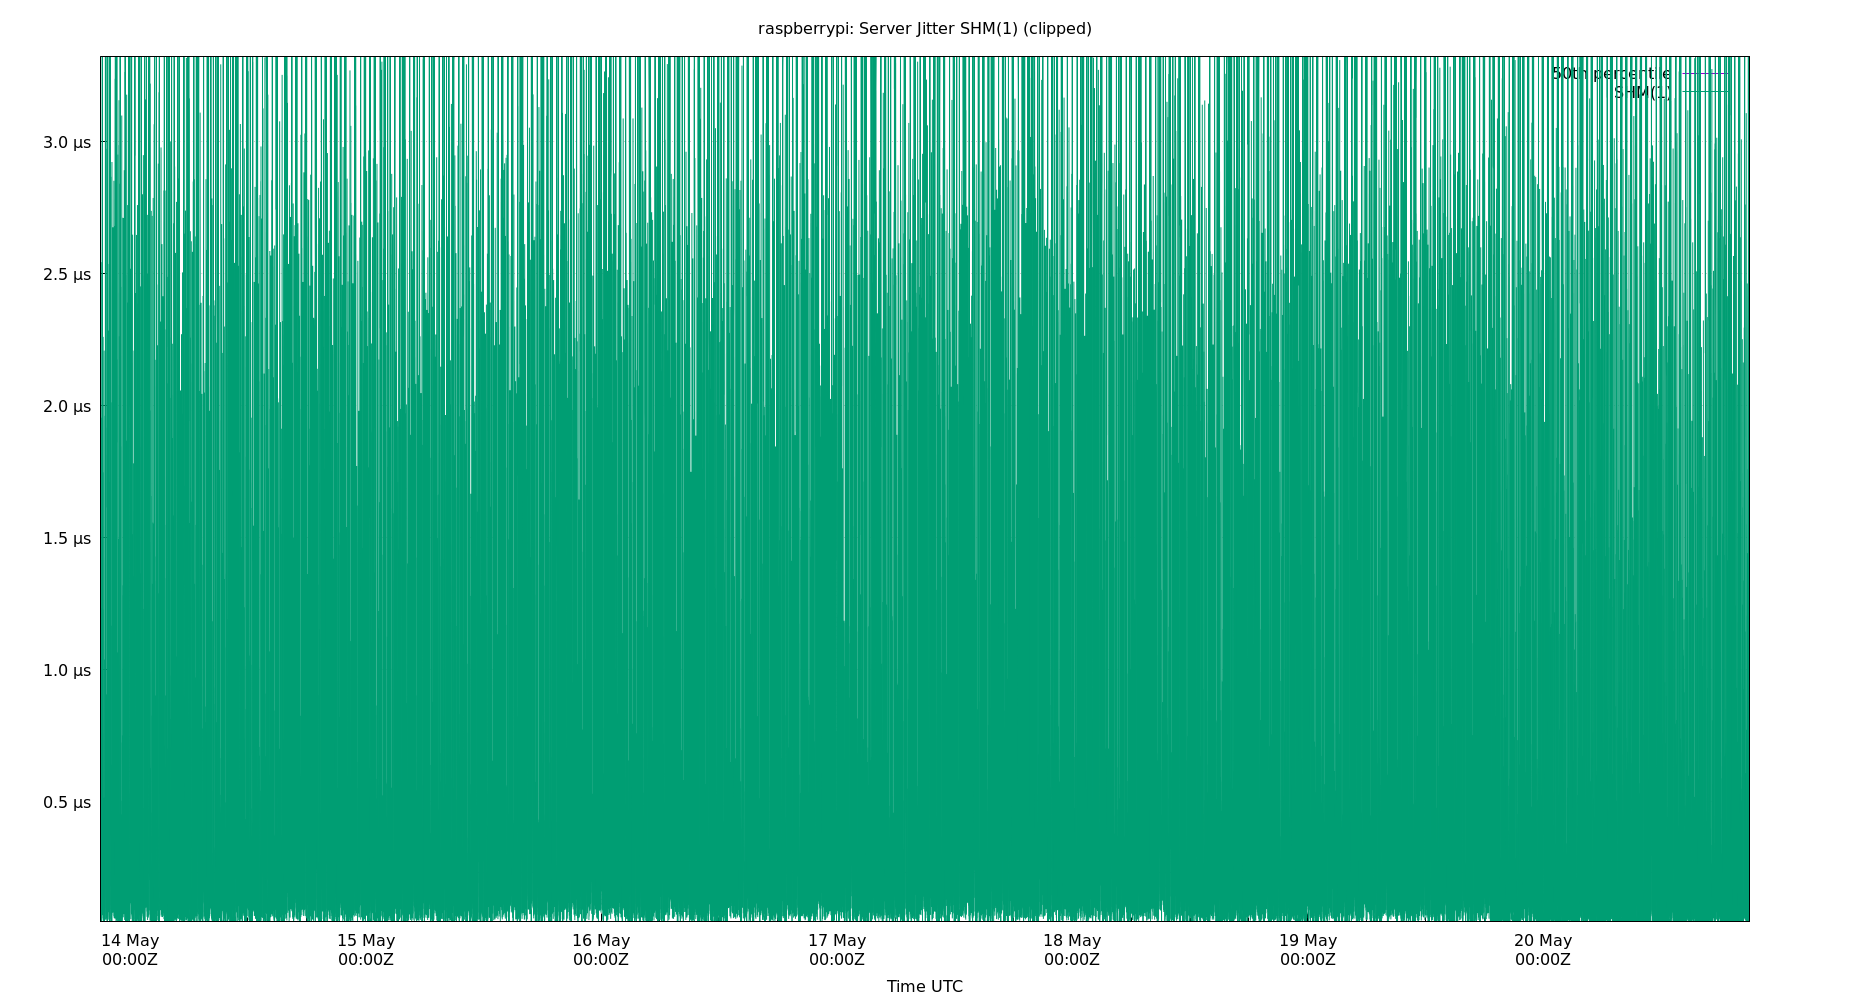 raspberrypi: Server Jitter SHM(1) (clipped)
50th percentile
SHM(1)
3.0 µs
2.5 µs
2.0 µs
1.5 µs
1.0 µs
0.5 µs
14 May 15 May 16 May 17 May 18 May 19 May 20 May
00:00Z 00:00Z 00:00Z 00:00Z 00:00Z 00:00Z 00:00Z
Time UTC